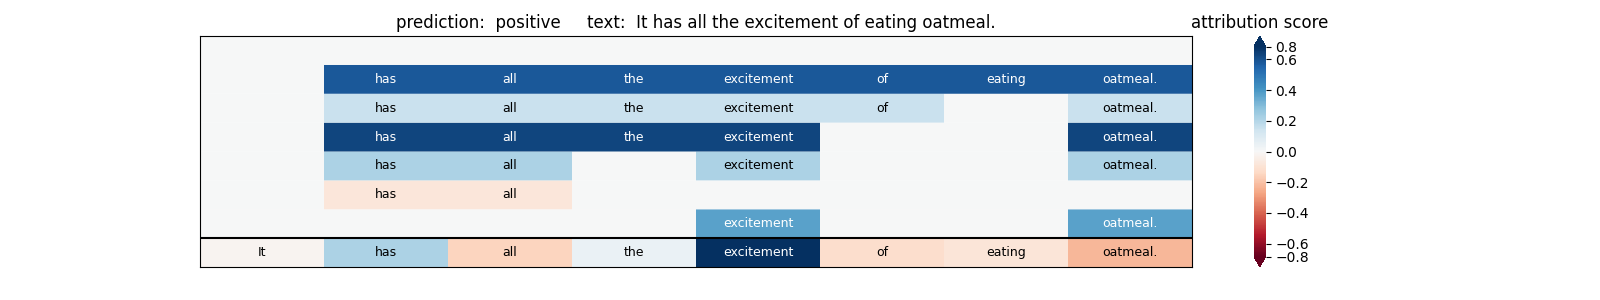 prediction:  positive     text:  It has all the excitement of eating oatmeal.
attribution score
has all the excitement of eating oatmeal.
has all the excitement of oatmeal.
has all the excitement oatmeal.
has all excitement oatmeal.
has all
excitement oatmeal.
It has all the excitement of eating oatmeal.
0.8
0.6
0.4
0.2
0.0
−0.2
−0.4
−0.6
−0.8